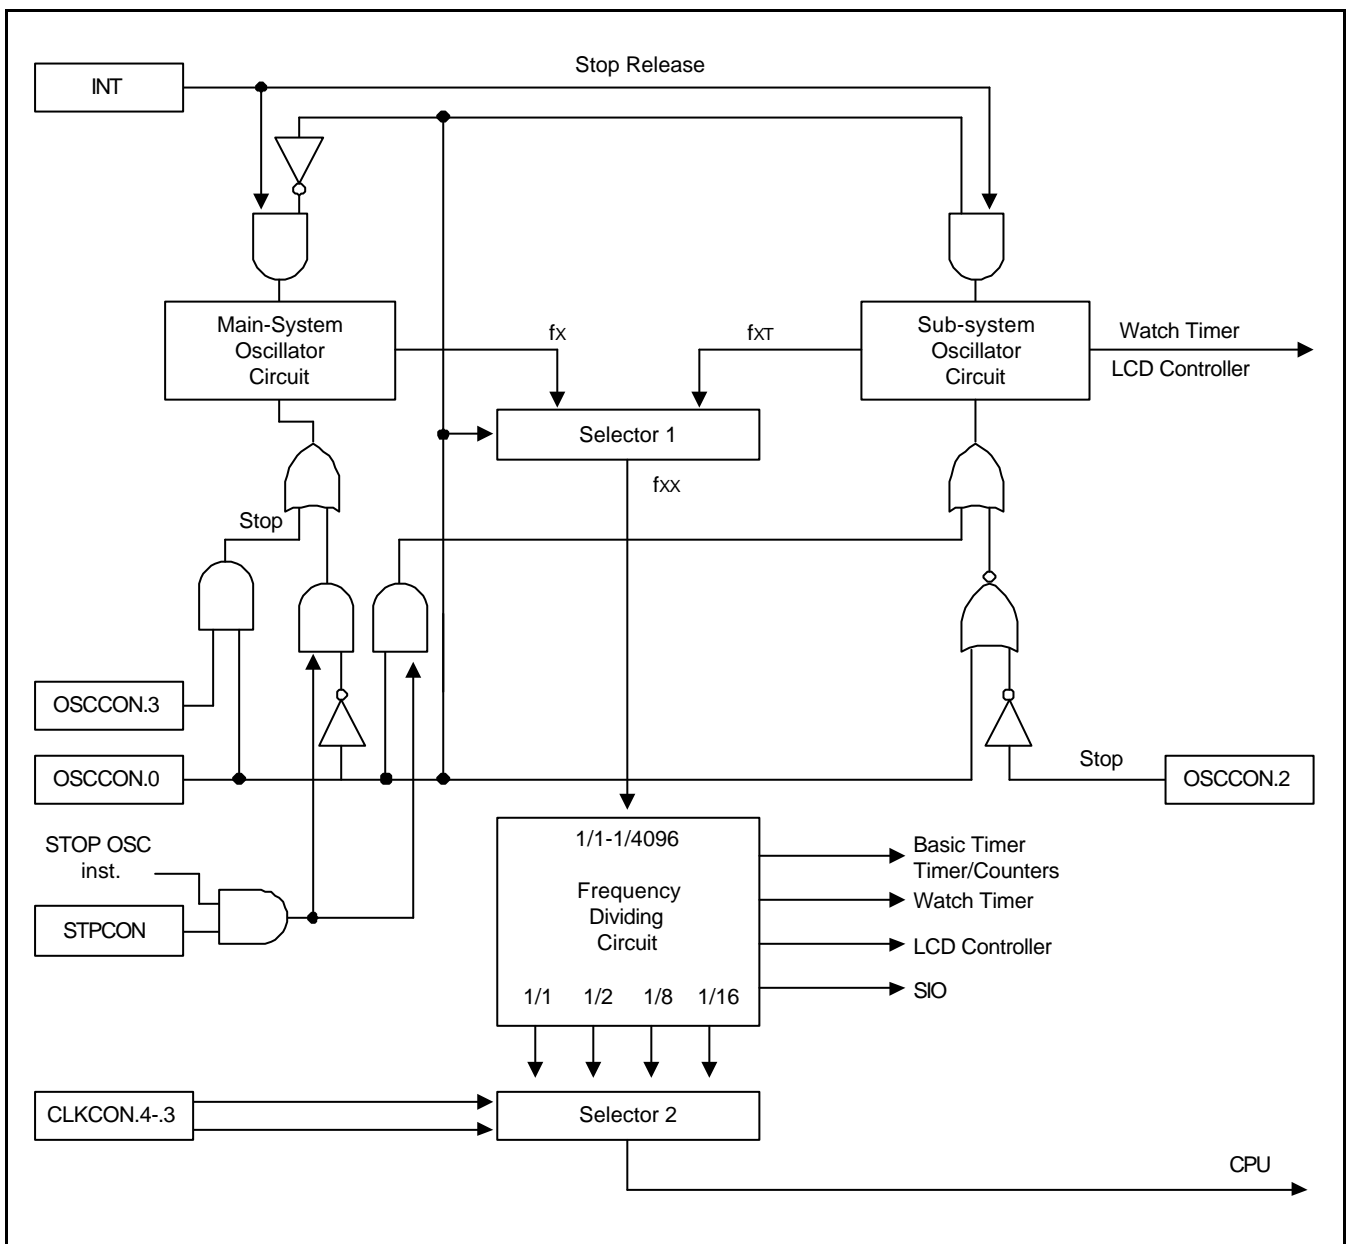 Stop Release
INT
Main-System
Oscillator
Circuit
fX
fXT
Sub-system
Oscillator
Circuit
Watch Timer
LCD Controller
Selector 1
fXX
Stop
OSCCON.3
OSCCON.0
Stop
OSCCON.2
STOP OSC
inst.
STPCON
1/1-1/4096
Frequency
Dividing
Circuit
1/1 1/2 1/8 1/16
Basic Timer
Timer/Counters
Watch Timer
LCD Controller
SIO
CLKCON.4-.3
Selector 2
CPU